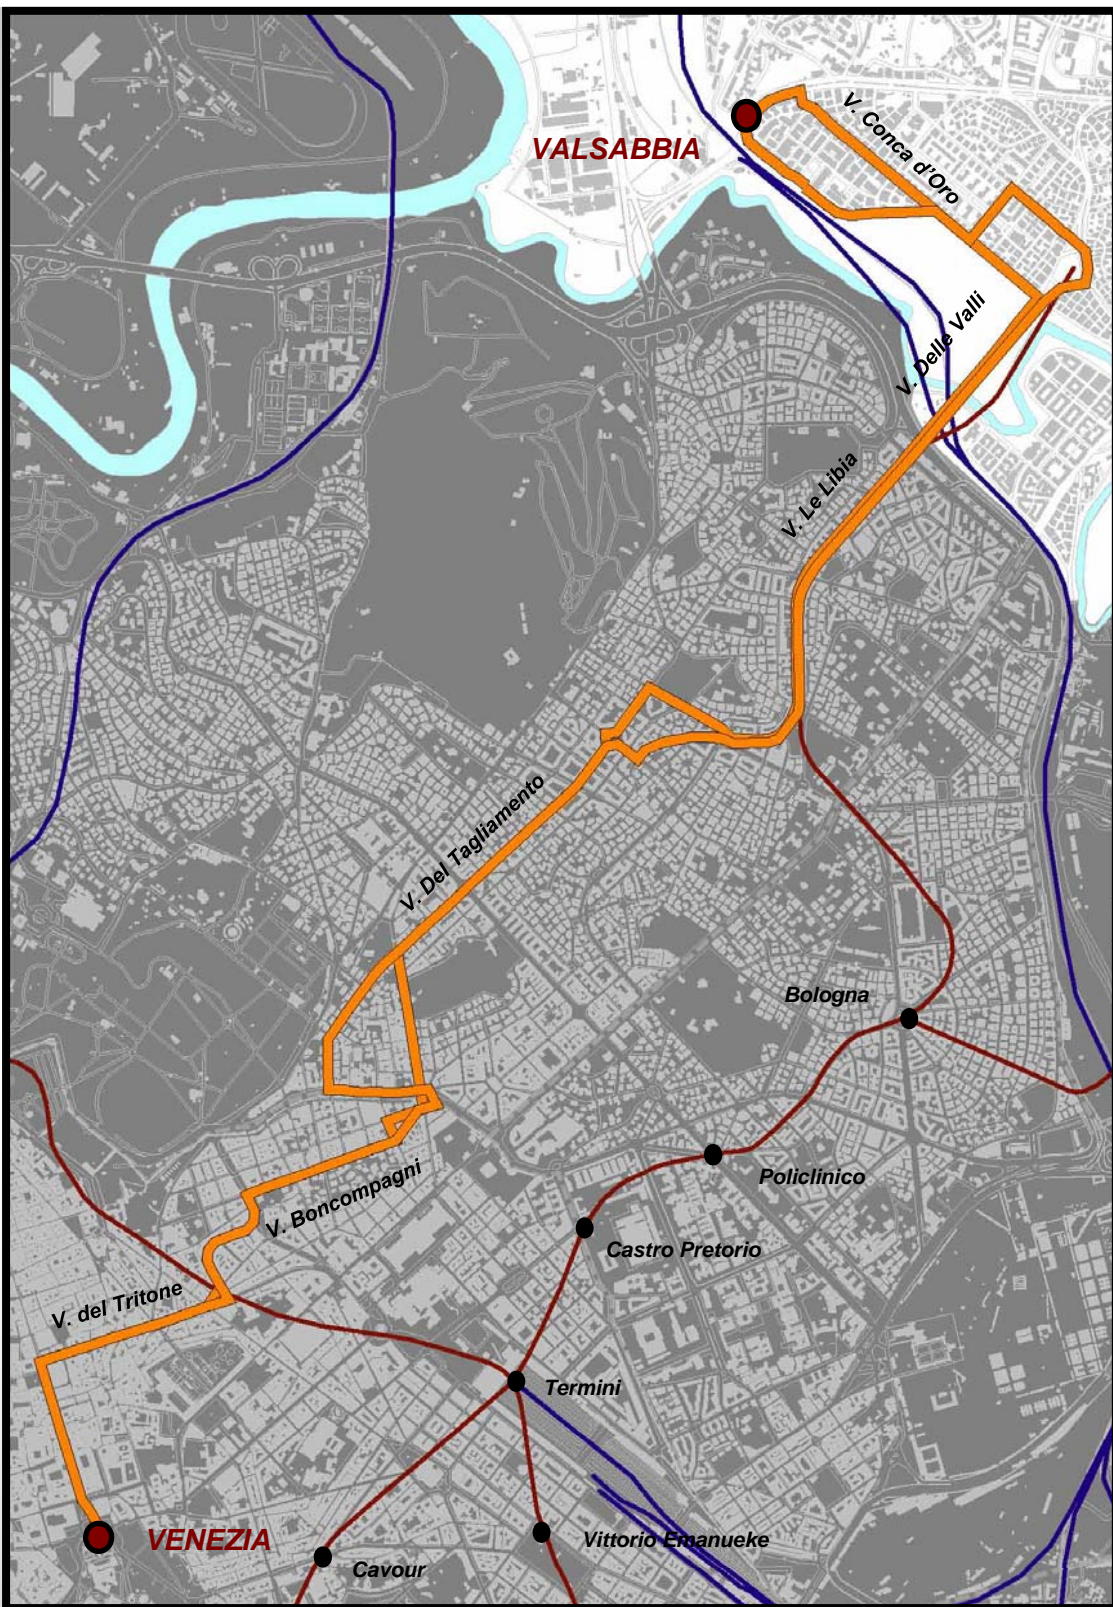 V. Conca d'Oro
VALSABBIA
V. Delle Valli
V. Le Libia
V. Del Tagliamento
Bologna
Policlinico
V. Boncompagni
Castro Pretorio
V. del Tritone
Termini
VENEZIA
Vittorio Emanueke
Cavour